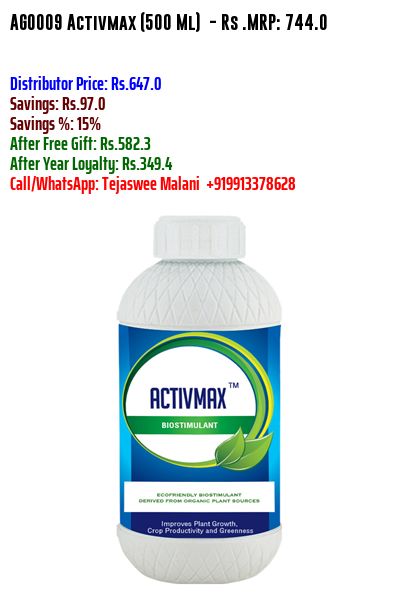 AG0009 Activmax (500 Ml) - Rs .MRP: 744.0
Distributor Price: Rs.647.0
Savings: Rs.97.0
Savings %: 15%
After Free Gift: Rs.582.3
After Year Loyalty: Rs.349.4
Call/WhatsApp: Tejaswee Malani +919913378628
ACTIVMAX™
BIOSTIMULANT
ECOFRIENDLY BIOSTIMULANT
DERIVED FROM ORGANIC PLANT SOURCES
Improves Plant Growth,
Crop Productivity and Greenness